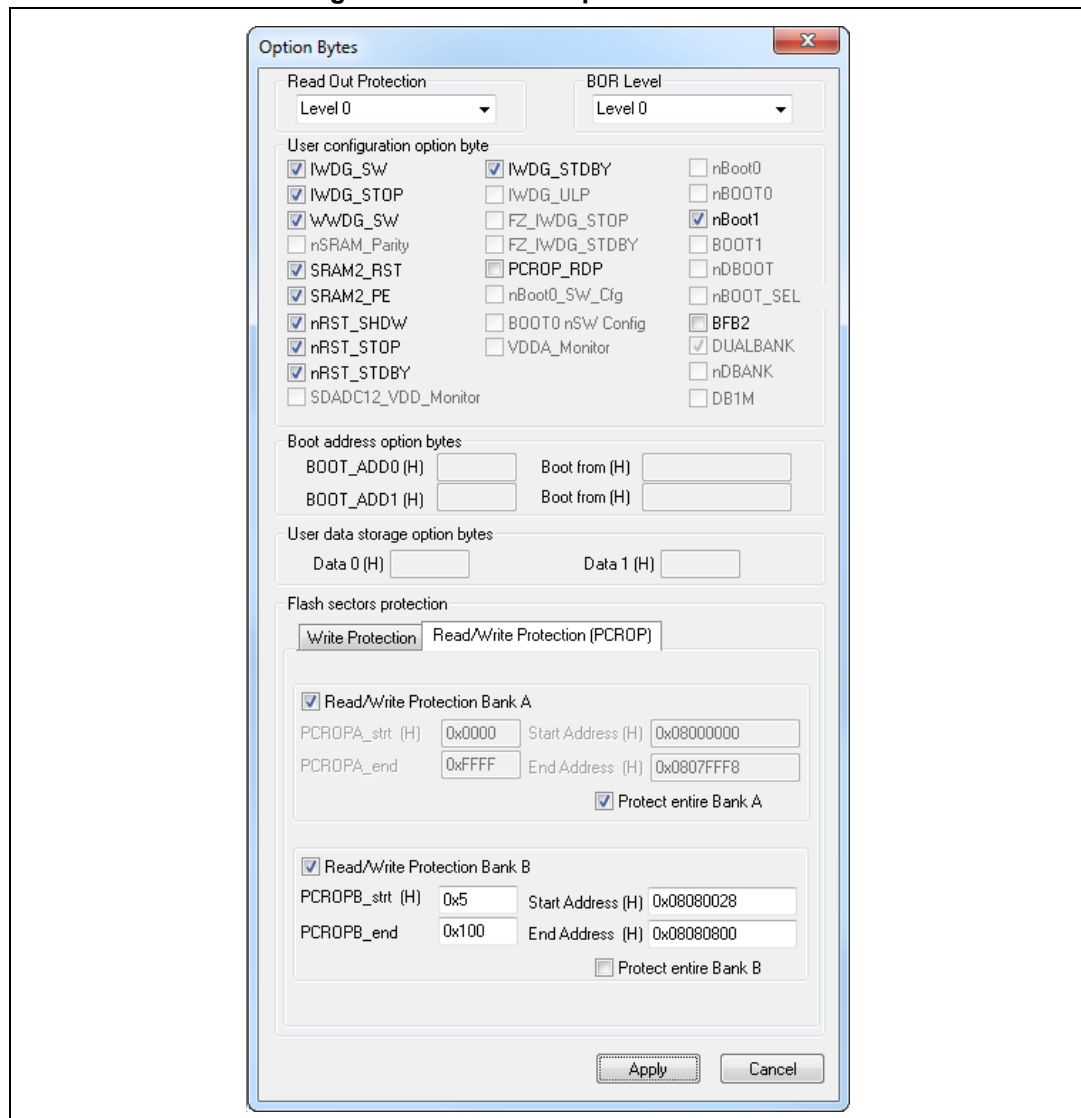 Option Bytes
Read Out Protection BOR Level
Level 0 Level 0
User configuration option byte
IWDG_SW IWDG_STDBY nBoot0
IWDG_STOP IWDG_ULP nBOOT0
WWDG_SW FZ_IWDG_STOP nBoot1
nSRAM_Parity FZ_IWDG_STDBY BOOT1
SRAM2_RST PCROP_RDP nDBOOT
SRAM2_PE nBoot0_SW_Cfg nBOOT_SEL
nRST_SHDW BOOT0 nSW Config BFB2
nRST_STOP VDDA_Monitor DUALBANK
nRST_STDBY nDBANK
SDADC12_VDD_Monitor DB1M
Boot address option bytes
BOOT_ADD0 (H) Boot from (H)
BOOT_ADD1 (H) Boot from (H)
User data storage option bytes
Data 0 (H) Data 1 (H)
Flash sectors protection
Write Protection Read/Write Protection (PCROP)
Read/Write Protection Bank A
PCROPA_strt (H) 0x0000 Start Address (H) 0x08000000
PCROPA_end 0xFFFF End Address (H) 0x0807FFF8
Protect entire Bank A
Read/Write Protection Bank B
PCROPB_strt (H) 0x5 Start Address (H) 0x08080028
PCROPB_end 0x100 End Address (H) 0x08080800
Protect entire Bank B
Apply Cancel